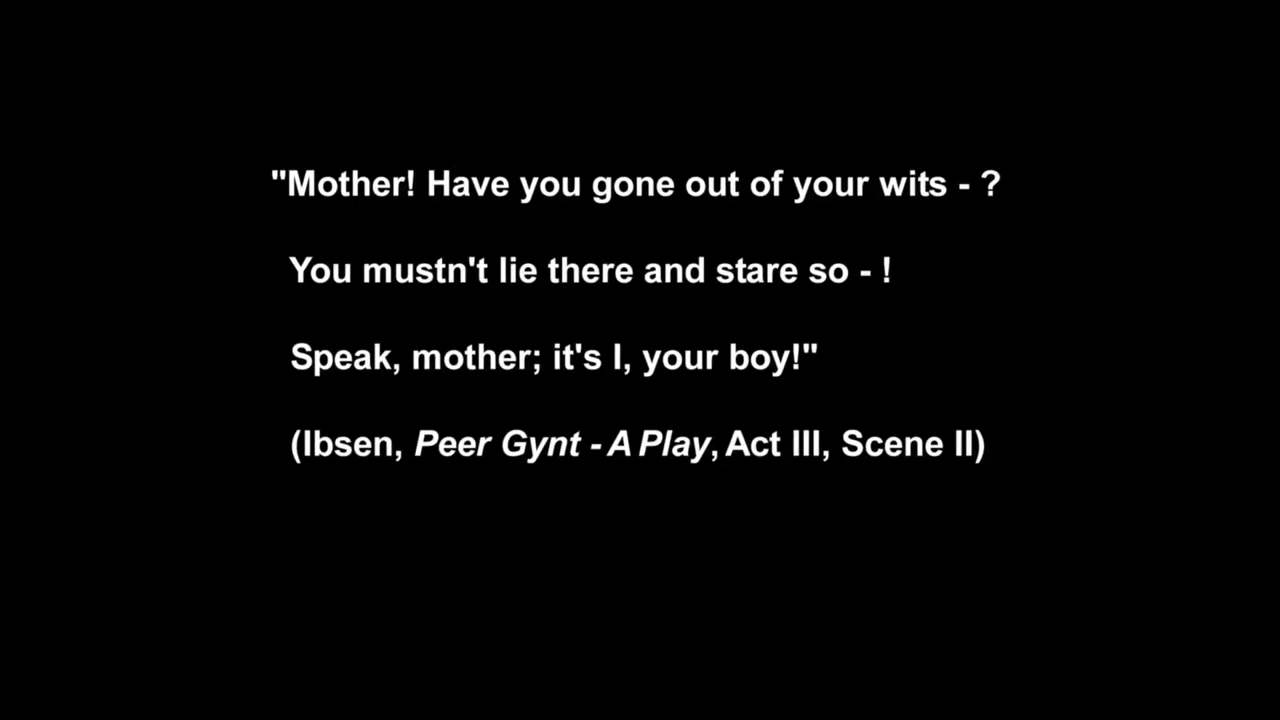 "Mother! Have you gone out of your wits - ?
You mustn't lie there and stare so - !
Speak, mother; it's I, your boy!"
(Ibsen, Peer Gynt - A Play, Act III, Scene II)